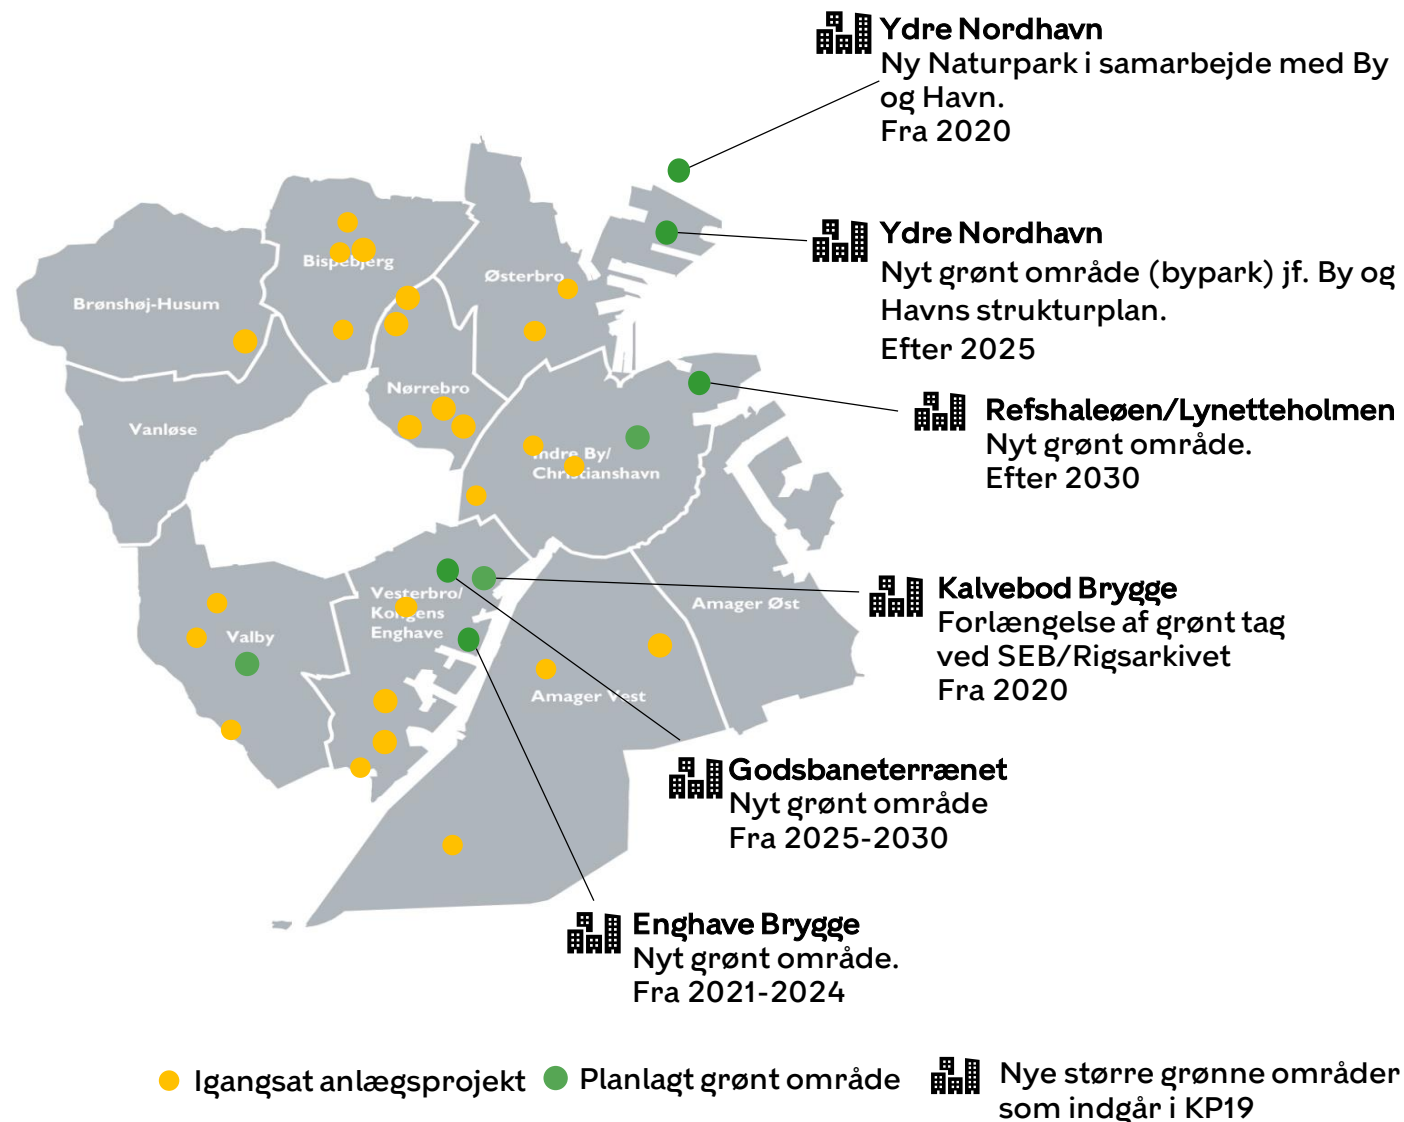 Ydre Nordhavn
Ny Naturpark i samarbejde med By
og Havn.
Fra 2020
Ydre Nordhavn
Nyt grønt område (bypark) jf. By og
Havns strukturplan.
Efter 2025
Bispebjerg
Østerbro
Brønshøj-Husum
Nørrebro
Vanløse
Refshaleøen/Lynetteholmen
Nyt grønt område.
Efter 2030
Indre By/
Christianshavn
Kalvebod Brygge
Forlængelse af grønt tag
ved SEB/Rigsarkivet
Fra 2020
Vesterbro/
Kongens
Enghave
Amager Øst
Valby
Amager Vest
Godsbaneterrænet
Nyt grønt område
Fra 2025-2030
Enghave Brygge
Nyt grønt område.
Fra 2021-2024
Igangsat anlægsprojekt
Planlagt grønt område
Nye større grønne områder
som indgår i KP19